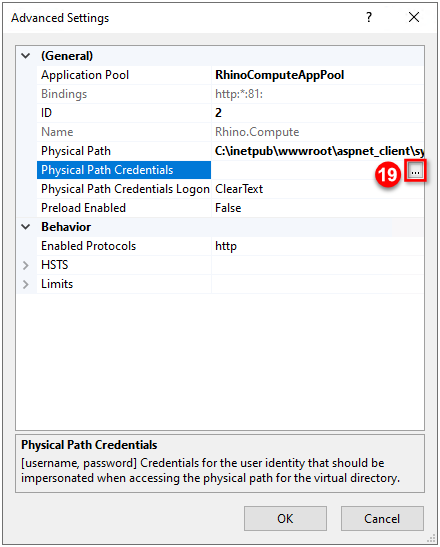 Advanced Settings ? ×
(General)
Application Pool RhinoComputeAppPool
Bindings http:*:81:
ID 2
Name Rhino.Compute
Physical Path C:\inetpub\wwwroot\aspnet_client\sy
Physical Path Credentials 19 ...
Physical Path Credentials Logon ClearText
Preload Enabled False
Behavior
Enabled Protocols http
HSTS
Limits
Physical Path Credentials
[username, password] Credentials for the user identity that should be
impersonated when accessing the physical path for the virtual directory.
OK Cancel